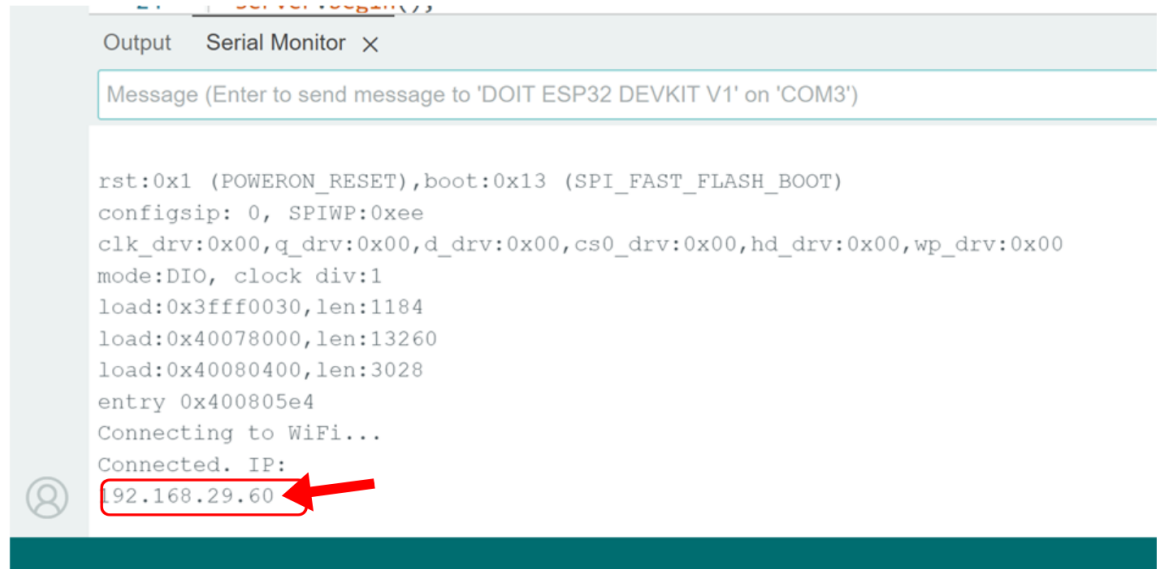 24 server.begin();
Output Serial Monitor ×
Message (Enter to send message to 'DOIT ESP32 DEVKIT V1' on 'COM3')
rst:0x1 (POWERON_RESET),boot:0x13 (SPI_FAST_FLASH_BOOT)
configsip: 0, SPIWP:0xee
clk_drv:0x00,q_drv:0x00,d_drv:0x00,cs0_drv:0x00,hd_drv:0x00,wp_drv:0x00
mode:DIO, clock div:1
load:0x3fff0030,len:1184
load:0x40078000,len:13260
load:0x40080400,len:3028
entry 0x400805e4
Connecting to WiFi...
Connected. IP:
192.168.29.60